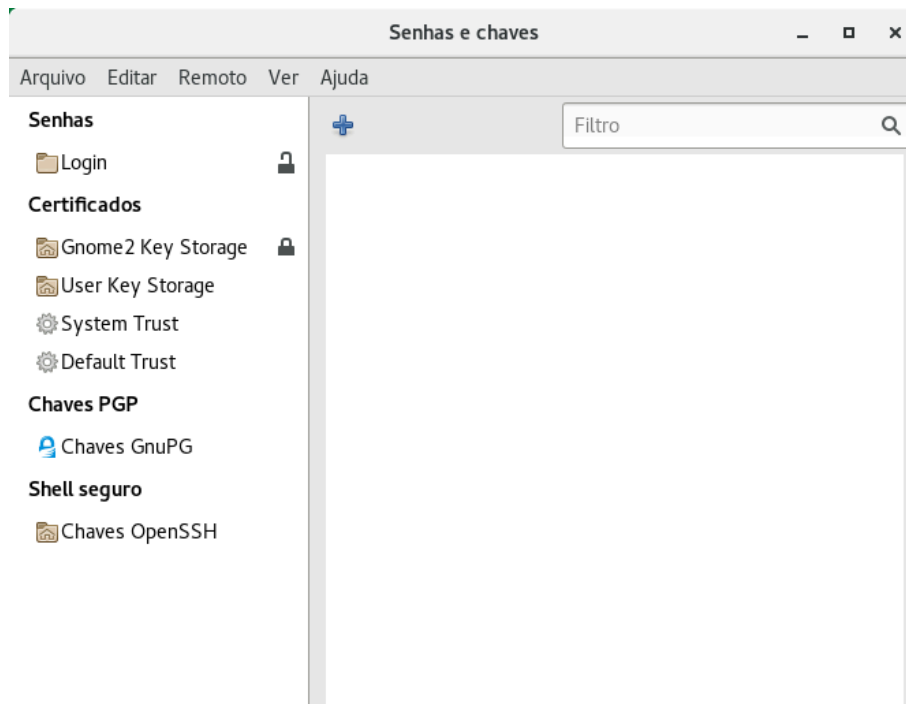 Senhas e chaves
Arquivo Editar Remoto Ver Ajuda
Senhas
Login
Certificados
Gnome2 Key Storage
User Key Storage
System Trust
Default Trust
Chaves PGP
Chaves GnuPG
Shell seguro
Chaves OpenSSH
Filtro